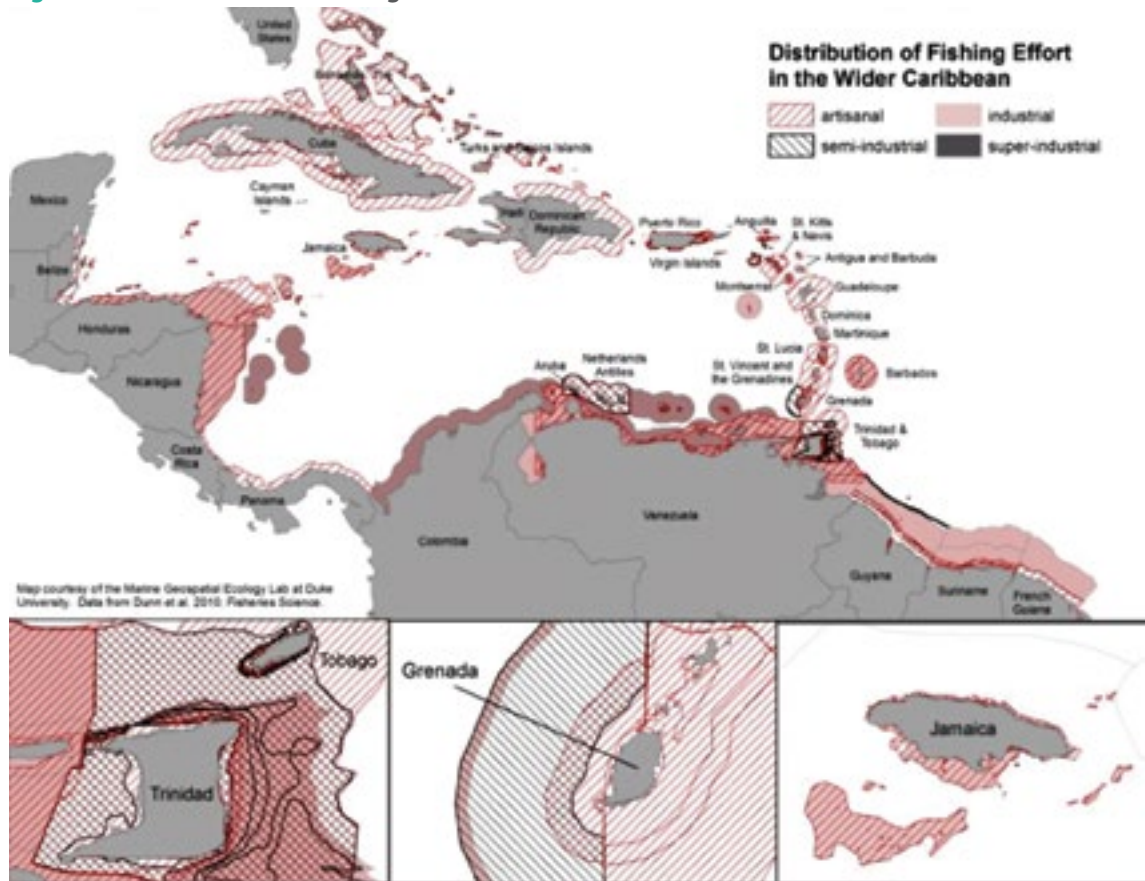 Distribution of Fishing Effort
in the Wider Caribbean
artisanal
industrial
semi-industrial
super-industrial
United
States
Cuba
Turks and Caicos Islands
Cayman
Islands
Mexico
Haiti
Dominican
Republic
Puerto Rico
Anguilla
St. Kitts
& Nevis
Jamaica
Virgin Islands
Antigua and Barbuda
Belize
Montserrat
Guadeloupe
Dominica
Martinique
Honduras
St. Lucia
Netherlands
Antilles
Aruba
St. Vincent and
the Grenadines
Barbados
Nicaragua
Grenada
Trinidad &
Tobago
Costa
Rica
Panama
Venezuela
Colombia
Guyana
Suriname
French
Guiana
Map courtesy of the Marine Geospatial Ecology Lab at Duke
University. Data from Dunn et al. 2010. Fisheries Science.
Tobago
Grenada
Trinidad
Jamaica